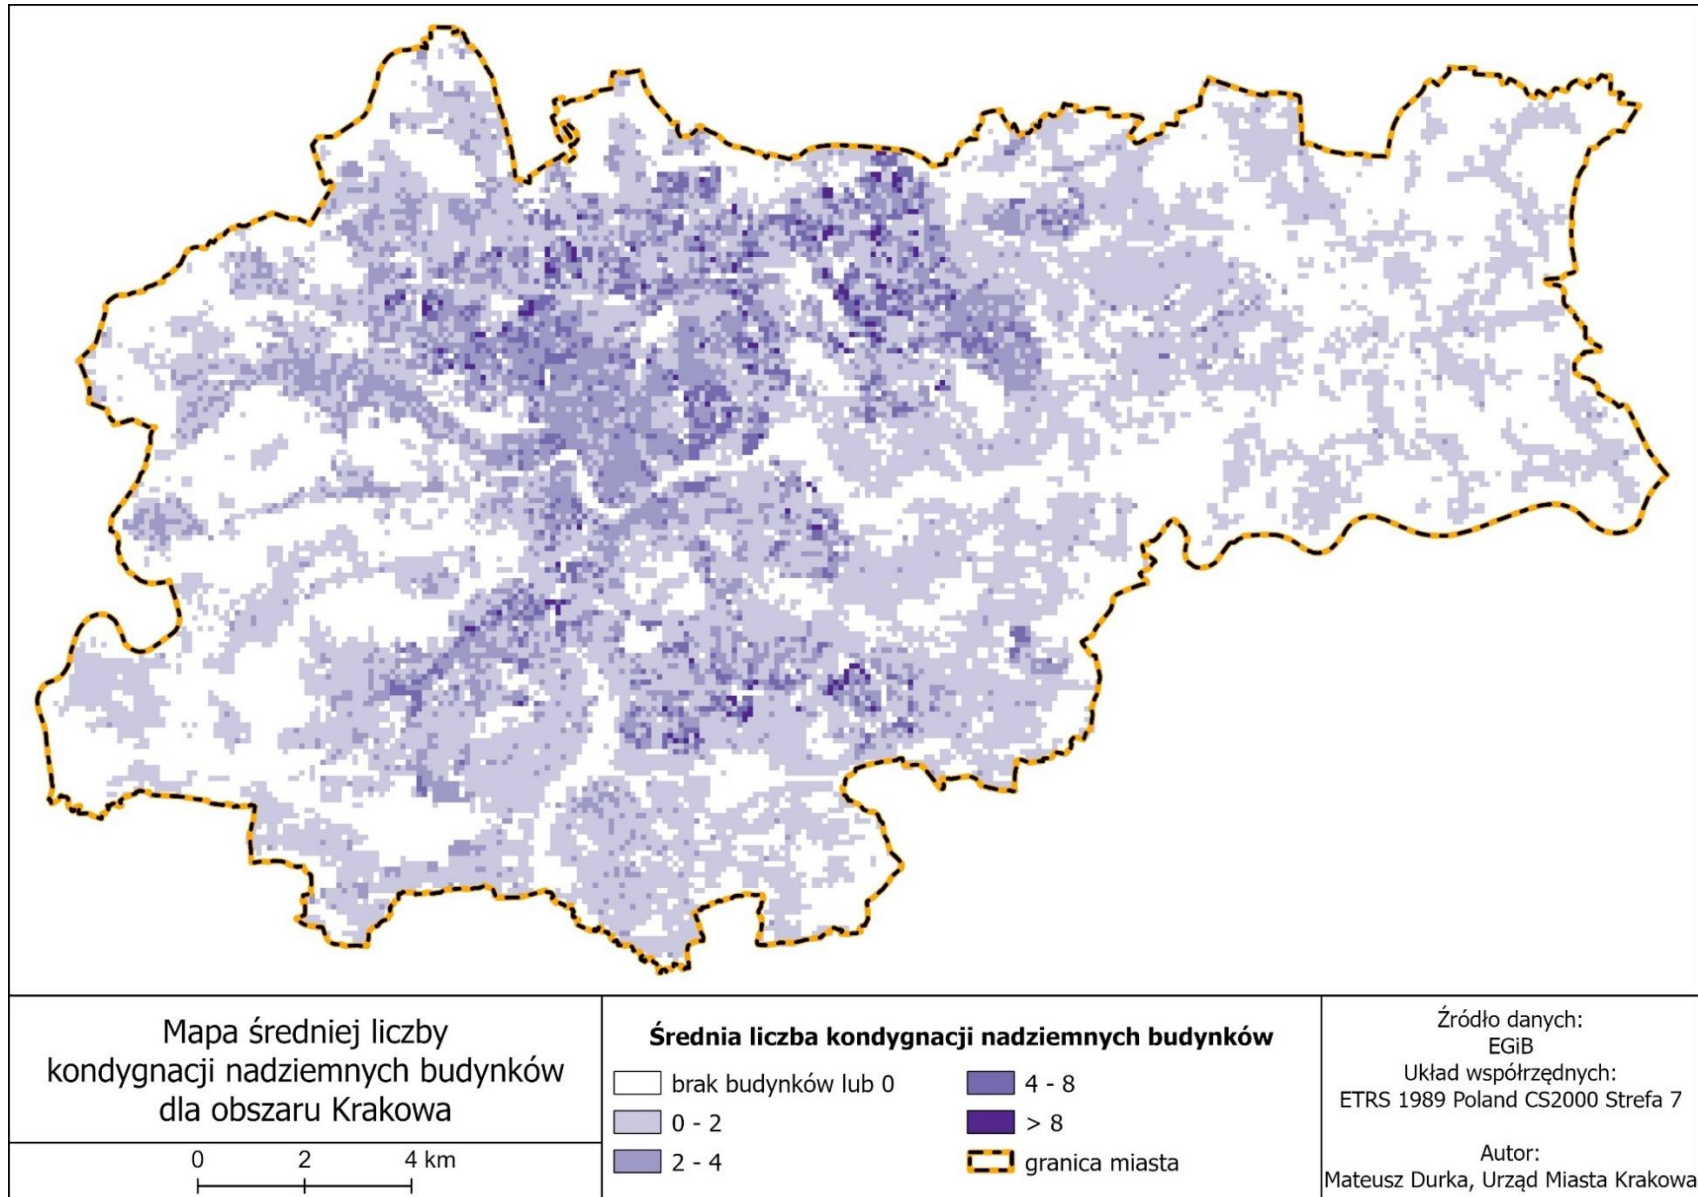 Mapa średniej liczby
kondygnacji nadziemnych budynków
dla obszaru Krakowa
0 2 4 km
Średnia liczba kondygnacji nadziemnych budynków
brak budynków lub 0
0 - 2
2 - 4
4 - 8
> 8
granica miasta
Źródło danych:
EGiB
Układ współrzędnych:
ETRS 1989 Poland CS2000 Strefa 7
Autor:
Mateusz Durka, Urząd Miasta Krakowa